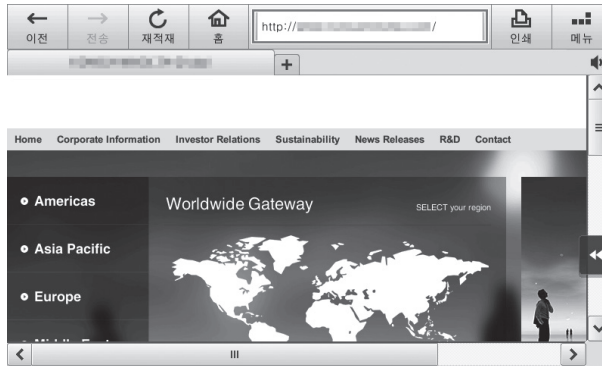 이전
전송
재적재
홈
http://
/
인쇄
메뉴
+
Home Corporate Information Investor Relations Sustainability News Releases R&D Contact
Americas
Worldwide Gateway
SELECT your region
Asia Pacific
Europe